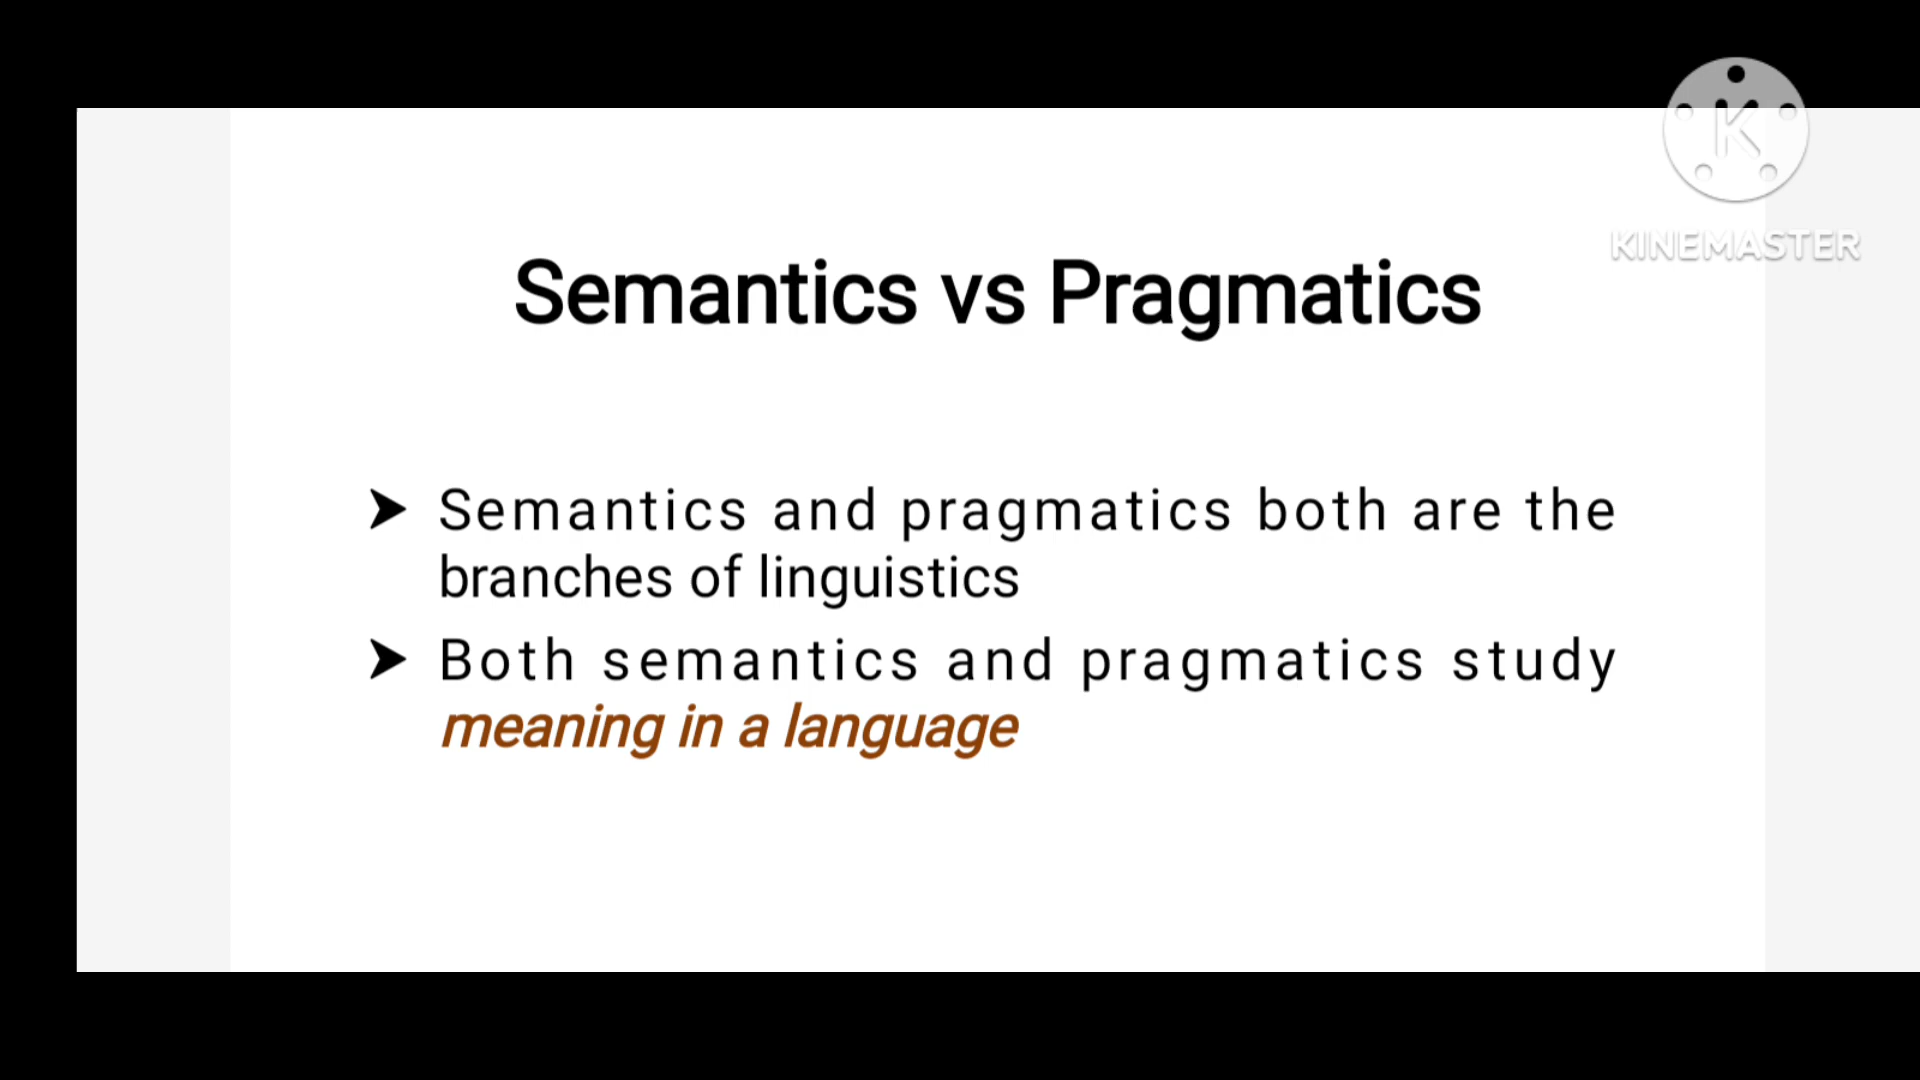 K
KINEMASTER
Semantics vs Pragmatics
➤ Semantics and pragmatics both are the
branches of linguistics
➤ Both semantics and pragmatics study
meaning in a language